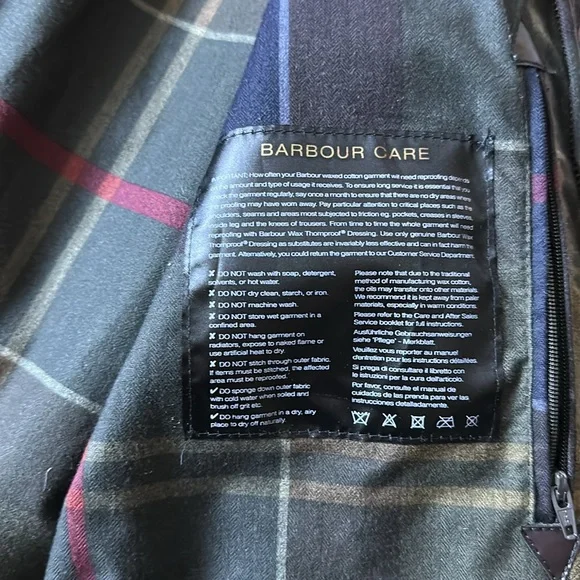 BARBOUR CARE
IMPORTANT: How often your Barbour waxed cotton garment will need reproofing depends
the amount and type of usage it receives. To ensure long service it is essential that you
ck the garment regularly, say once a month to ensure that there are no dry areas where
proofing may have worn away. Pay particular attention to critical places such as the
shoulders, seams and areas most subjected to friction eg. pockets, creases in sleeves,
side leg and the knees of trousers. From time to time the whole garment will need
reproofing with Barbour Wax Thornproof® Dressing. Use only genuine Barbour Wax
Thornproof® Dressing as substitutes are invariably less effective and can in fact harm the
garment. Alternatively, you could return the garment to our Customer Service Department.
✘ DO NOT wash with soap, detergent,
solvents, or hot water.
✘ DO NOT dry clean, starch, or iron.
✘ DO NOT machine wash.
✘ DO NOT store wet garment in a
confined area.
✘ DO NOT hang garment on
radiators, expose to naked flame or
use artificial heat to dry.
✘ DO NOT stitch through outer fabric.
If items must be stitched, the affected
area must be reproofed.
✔ DO sponge down outer fabric
with cold water when soiled and
brush off grit etc.
✔ DO hang garment in a dry, airy
place to dry off naturally.
Please note that due to the traditional
method of manufacturing wax cotton,
the oils may transfer onto other materials.
We recommend it is kept away from paler
materials, especially in warm conditions.
Please refer to the Care and After Sales
Service booklet for full instructions.
Ausführliche Gebrauchsanweisungen
siehe "Pflege" - Merkblatt.
Veuillez vous reporter au manuel
d'entretien pour les instructions détaillées.
Si prega di consultare il libretto con
le istruzioni per la cura dell'articolo.
Por favor, consulte el manual de
cuidados de las prenda para ver las
instrucciones detalladamente.